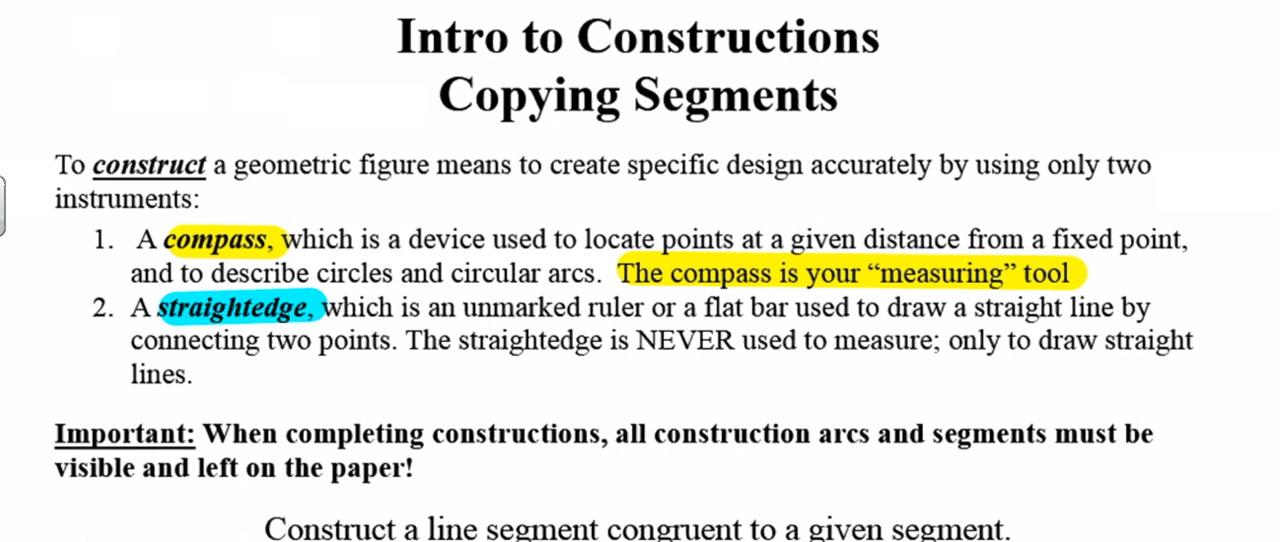 Intro to Constructions
Copying Segments
To construct a geometric figure means to create specific design accurately by using only two
instruments:
1. A compass, which is a device used to locate points at a given distance from a fixed point,
and to describe circles and circular arcs. The compass is your “measuring” tool
2. A straightedge, which is an unmarked ruler or a flat bar used to draw a straight line by
connecting two points. The straightedge is NEVER used to measure; only to draw straight
lines.
Important: When completing constructions, all construction arcs and segments must be
visible and left on the paper!
Construct a line segment congruent to a given segment.